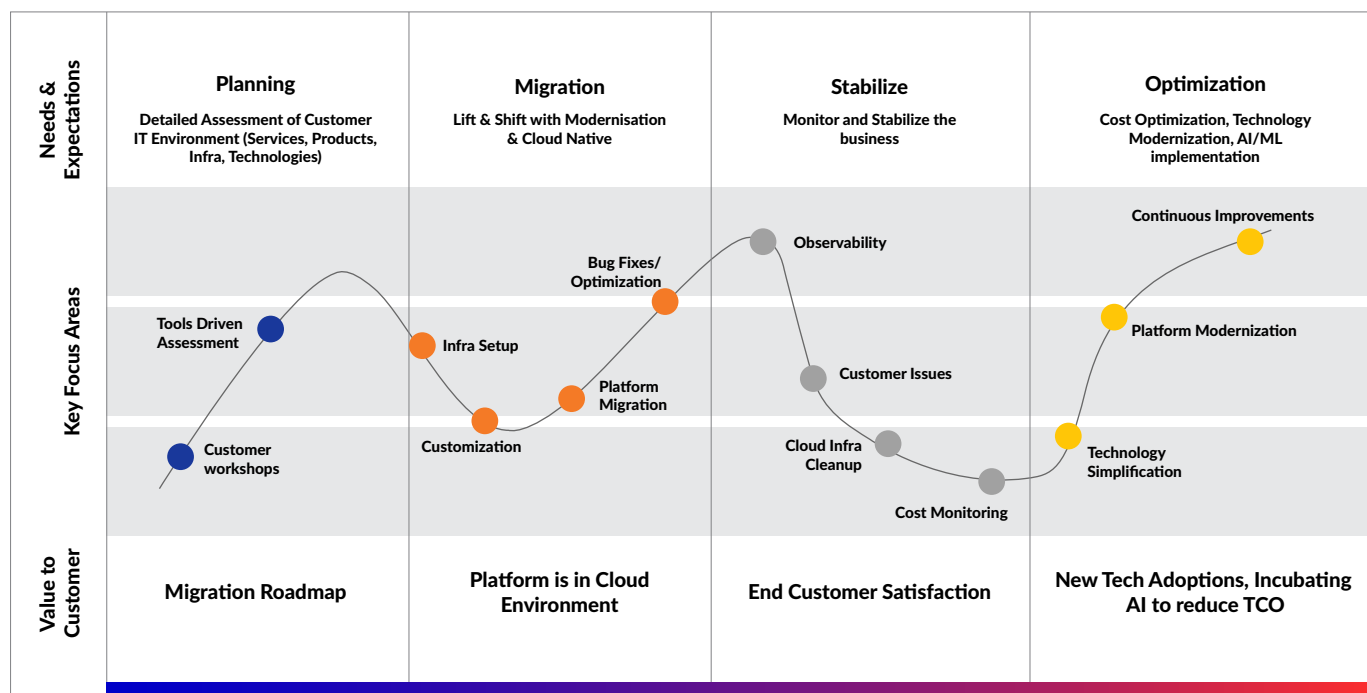 Needs &
Expectations
Planning
Detailed Assessment of Customer
IT Environment (Services, Products,
Infra, Technologies)
Migration
Lift & Shift with Modernisation
& Cloud Native
Stabilize
Monitor and Stabilize the
business
Optimization
Cost Optimization, Technology
Modernization, AI/ML
implementation
Key Focus Areas
Customer
workshops
Tools Driven
Assessment
Infra Setup
Customization
Platform
Migration
Bug Fixes/
Optimization
Observability
Customer Issues
Cloud Infra
Cleanup
Cost Monitoring
Technology
Simplification
Platform Modernization
Continuous Improvements
Value to
Customer
Migration Roadmap
Platform is in Cloud
Environment
End Customer Satisfaction
New Tech Adoptions, Incubating
AI to reduce TCO